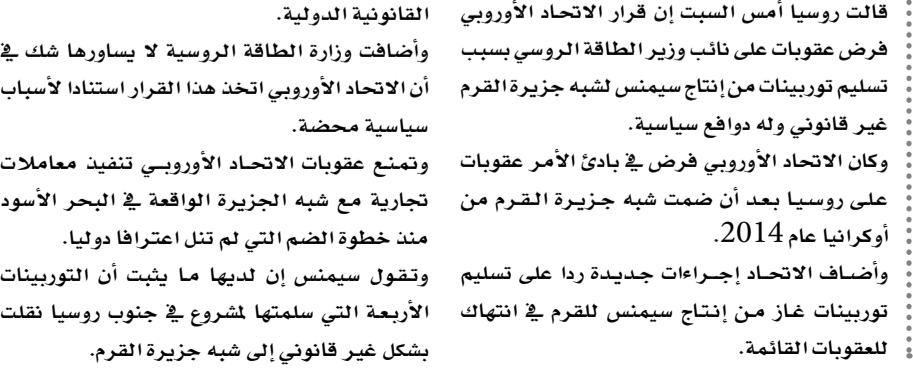 قالت روسيا أمس السبت إن قرار الاتحاد الأوروبي
فرض عقوبات على نائب وزير الطاقة الروسي بسبب
تسليم توربينات من إنتاج سيمنس لشبه جزيرة القرم
غير قانوني وله دوافع سياسية.
وكان الاتحاد الأوروبي فرض في بادئ الأمر عقوبات
على روسيا بعد أن ضمت شبه جزيرة القرم من
أوكرانيا عام 2014.
وأضاف الاتحاد إجراءات جديدة ردا على تسليم
توربينات غاز من إنتاج سيمنس للقرم في انتهاك
للعقوبات القائمة.
القانونية الدولية.
وأضافت وزارة الطاقة الروسية لا يساورها شك في
أن الاتحاد الأوروبي اتخذ هذا القرار استنادا لأسباب
سياسية محضة.
وتمنع عقوبات الاتحاد الأوروبي تنفيذ معاملات
تجارية مع شبه الجزيرة الواقعة في البحر الأسود
منذ خطوة الضم التي لم تنل اعترافا دوليا.
وتقول سيمنس إن لديها ما يثبت أن التوربينات
الأربعة التي سلمتها لمشروع في جنوب روسيا نقلت
بشكل غير قانوني إلى شبه جزيرة القرم.